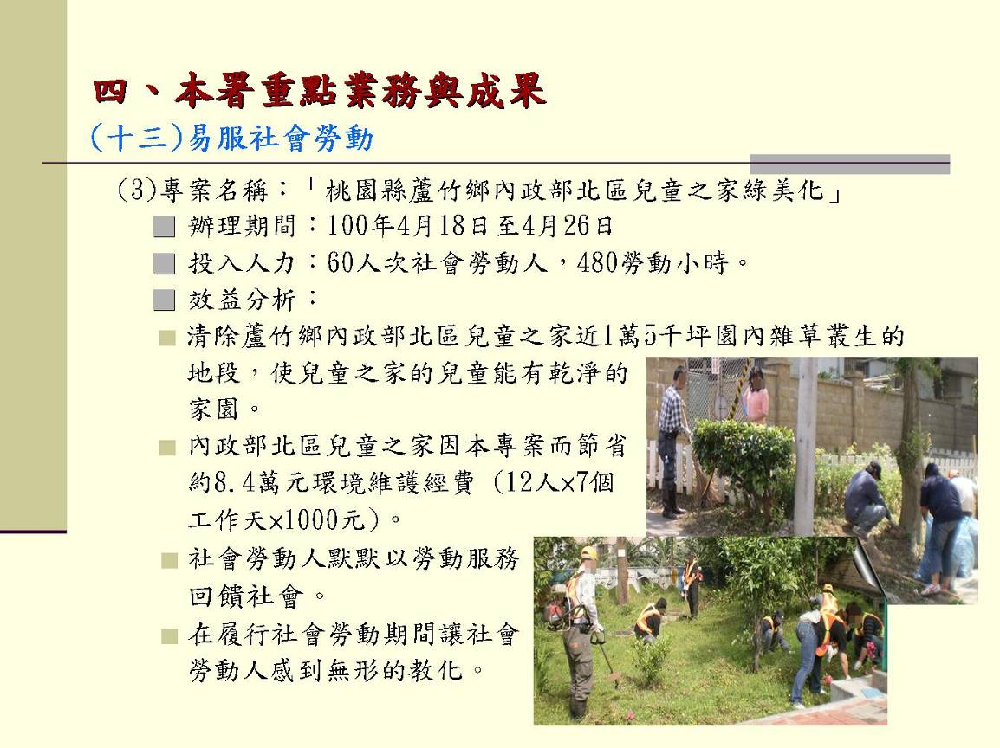 四、本署重點業務與成果
(十三)易服社會勞動
(3)專案名稱：「桃園縣蘆竹鄉內政部北區兒童之家綠美化」
辦理期間：100年4月18日至4月26日
投入人力：60人次社會勞動人，480勞動小時。
效益分析：
清除蘆竹鄉內政部北區兒童之家近1萬5千坪園內雜草叢生的
地段，使兒童之家的兒童能有乾淨的
家園。
內政部北區兒童之家因本專案而節省
約8.4萬元環境維護經費 (12人×7個
工作天×1000元)。
社會勞動人默默以勞動服務
回饋社會。
在履行社會勞動期間讓社會
勞動人感到無形的教化。